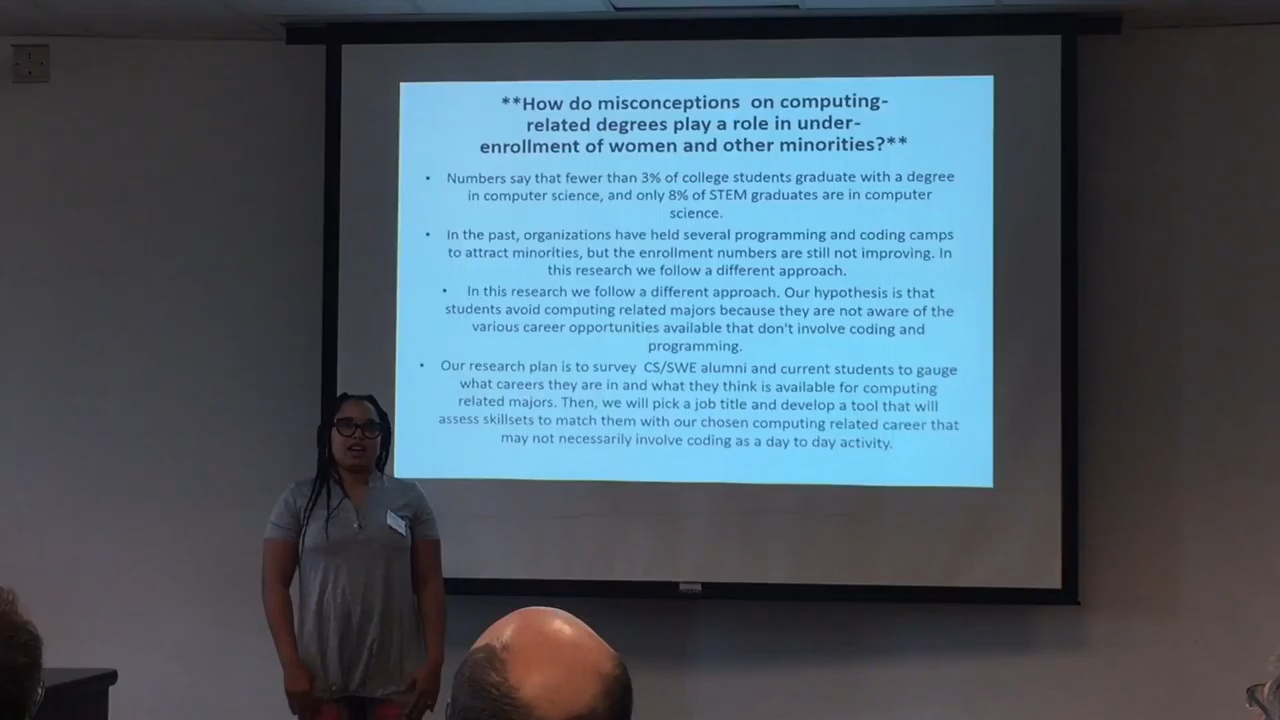 **How do misconceptions on computing-
related degrees play a role in under-
enrollment of women and other minorities?**
• Numbers say that fewer than 3% of college students graduate with a degree
in computer science, and only 8% of STEM graduates are in computer
science.
• In the past, organizations have held several programming and coding camps
to attract minorities, but the enrollment numbers are still not improving. In
this research we follow a different approach.
• In this research we follow a different approach. Our hypothesis is that
students avoid computing related majors because they are not aware of the
various career opportunities available that don't involve coding and
programming.
• Our research plan is to survey CS/SWE alumni and current students to gauge
what careers they are in and what they think is available for computing
related majors. Then, we will pick a job title and develop a tool that will
assess skillsets to match them with our chosen computing related career that
may not necessarily involve coding as a day to day activity.